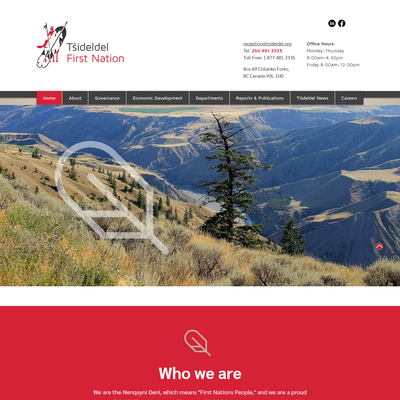 Tŝideldel
First Nation
reception@tsideldel.org
Tel: 250.481.3335
Toll Free: 1.877.481.3335
Box 69 Chilanko Forks,
BC Canada V0L 1H0
Office Hours:
Monday-Thursday
8:00am-4:30pm
Friday 8:00am-12:00pm
Home
About
Governance
Economic Development
Departments
Reports & Publications
Tŝideldel News
Careers
Who we are
We are the Nenqayni Deni, which means "First Nations People," and we are a proud